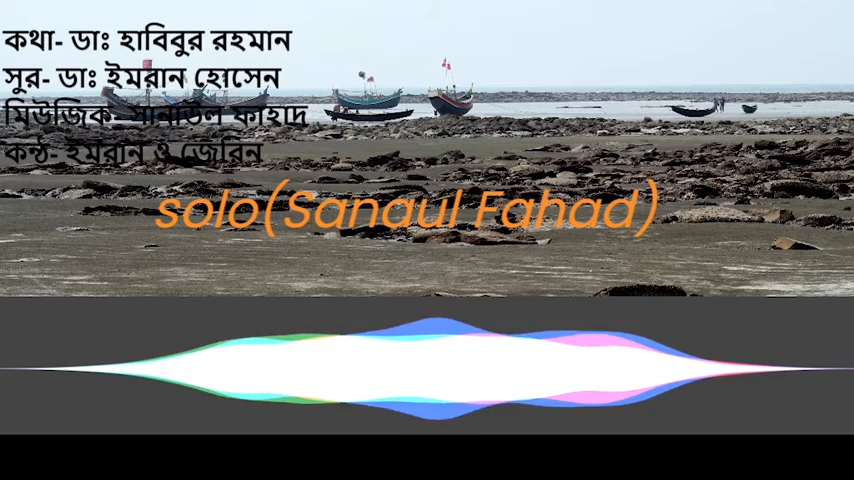 কথা- ডাঃ হাবিবুর রহমান
সুর- ডাঃ ইমরান হোসেন
মিউজিক- সানাউল ফাহাদ
কন্ঠ- ইমরান ও জেরিন
solo(Sanaul Fahad)